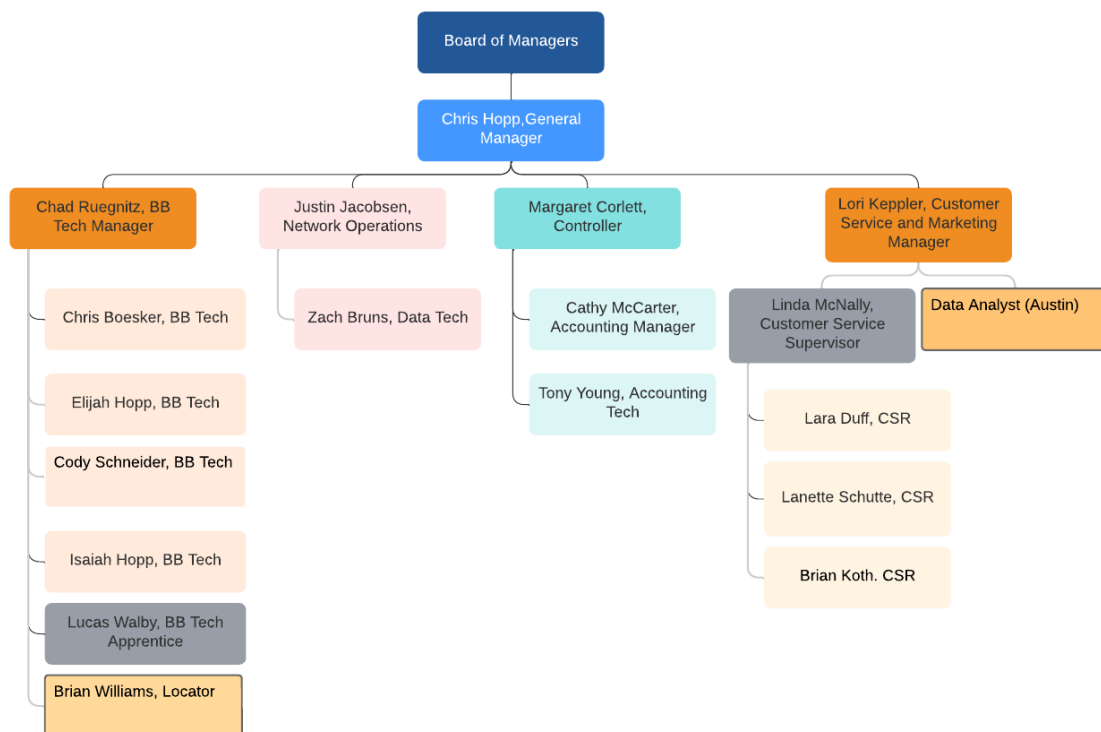 Board of Managers
Chris Hopp,General
Manager
Chad Ruegnitz, BB
Tech Manager
Justin Jacobsen,
Network Operations
Margaret Corlett,
Controller
Lori Keppler, Customer
Service and Marketing
Manager
Chris Boesker, BB Tech
Elijah Hopp, BB Tech
Cody Schneider, BB Tech
Isaiah Hopp, BB Tech
Lucas Walby, BB Tech
Apprentice
Brian Williams, Locator
Zach Bruns, Data Tech
Cathy McCarter,
Accounting Manager
Tony Young, Accounting
Tech
Linda McNally,
Customer Service
Supervisor
Data Analyst (Austin)
Lara Duff, CSR
Lanette Schutte, CSR
Brian Koth. CSR